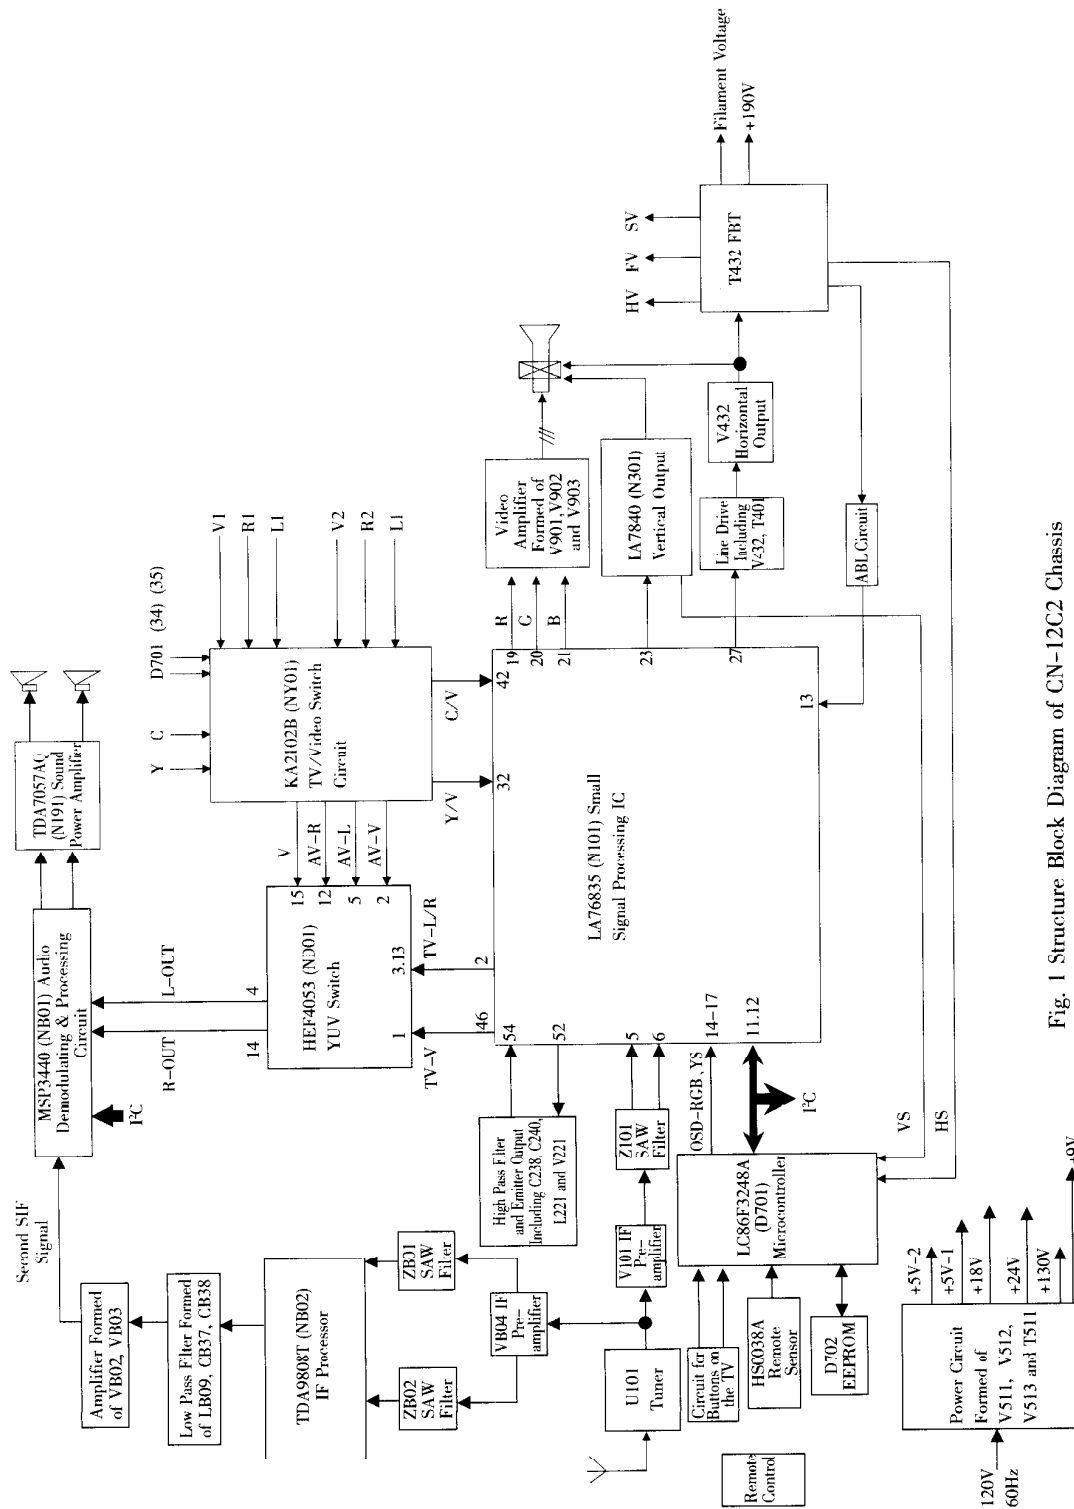 Second SIF
Signal
Amplifier Formed
of VB02, VB03
Low Pass Filter Formed
of LB09, CB37, CB38
TDA9808T (NB02)
IF Processor
ZB01
SAW
Filter
ZB02
SAW
Filter
VB04 IF
Pre-
amplifier
U101
Tuner
V101 IF
Pre-
amplifier
Z101
SAW
Filter
MSP3440 (NB01) Audio
Demodulating & Processing
Circuit
I²C
R-OUT
L-OUT
TDA7057AQ
(N191) Sound
Power Amplifier
HEF4053 (ND01)
YUV Switch
14
4
15
12
5
2
1
3.13
V
AV-R
AV-L
AV-V
TV-V
TV-L/R
KA2102B (NY01)
TV/Video Switch
Circuit
Y
C
D701 (34) (35)
V1
R1
L1
V2
R2
L1
Y/V
C/V
High Pass Filter
and Emitter Output
Including C238, C240,
L221 and V221
LA76835 (N101) Small
Signal Processing IC
46
2
32
42
54
52
5
6
14-17
11.12
19
20
21
23
27
13
R
G
B
Video
Amplifier
Formed of
V901,V902
and V903
LA7840 (N301)
Vertical Output
Line Drive
Including
V432, T401
V432
Horizontal
Output
ABL Circuit
T432 FBT
HV
FV
SV
Filament Voltage
+190V
OSD-RGB,YS
I²C
VS
HS
LC86F3248A
(D701)
Microcontroller
Circuit for
Buttons on
the TV
HS0038A
Remote
Sensor
D702
EEPROM
Remote
Control
120V
60Hz
Power Circuit
Formed of
V511, V512,
V513 and T511
+5V-2
+5V-1
+18V
+24V
+130V
+9V
Fig. 1 Structure Block Diagram of CN-12C2 Chassis